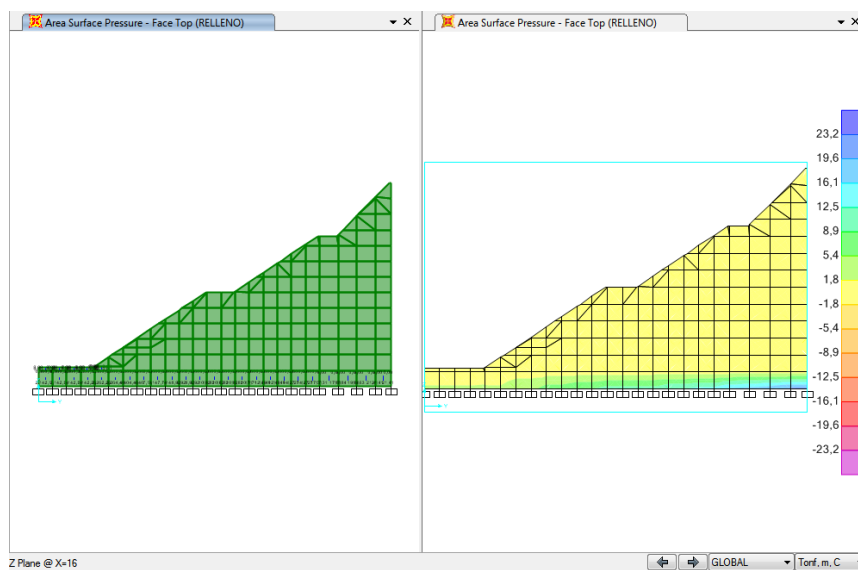 Area Surface Pressure - Face Top (RELLENO)
Area Surface Pressure - Face Top (RELLENO)
23,2
19,6
16,1
12,5
8,9
5,4
1,8
-1,8
-5,4
-8,9
-12,5
-16,1
-19,6
-23,2
Z Plane @ X=16
GLOBAL
Tonf, m, C